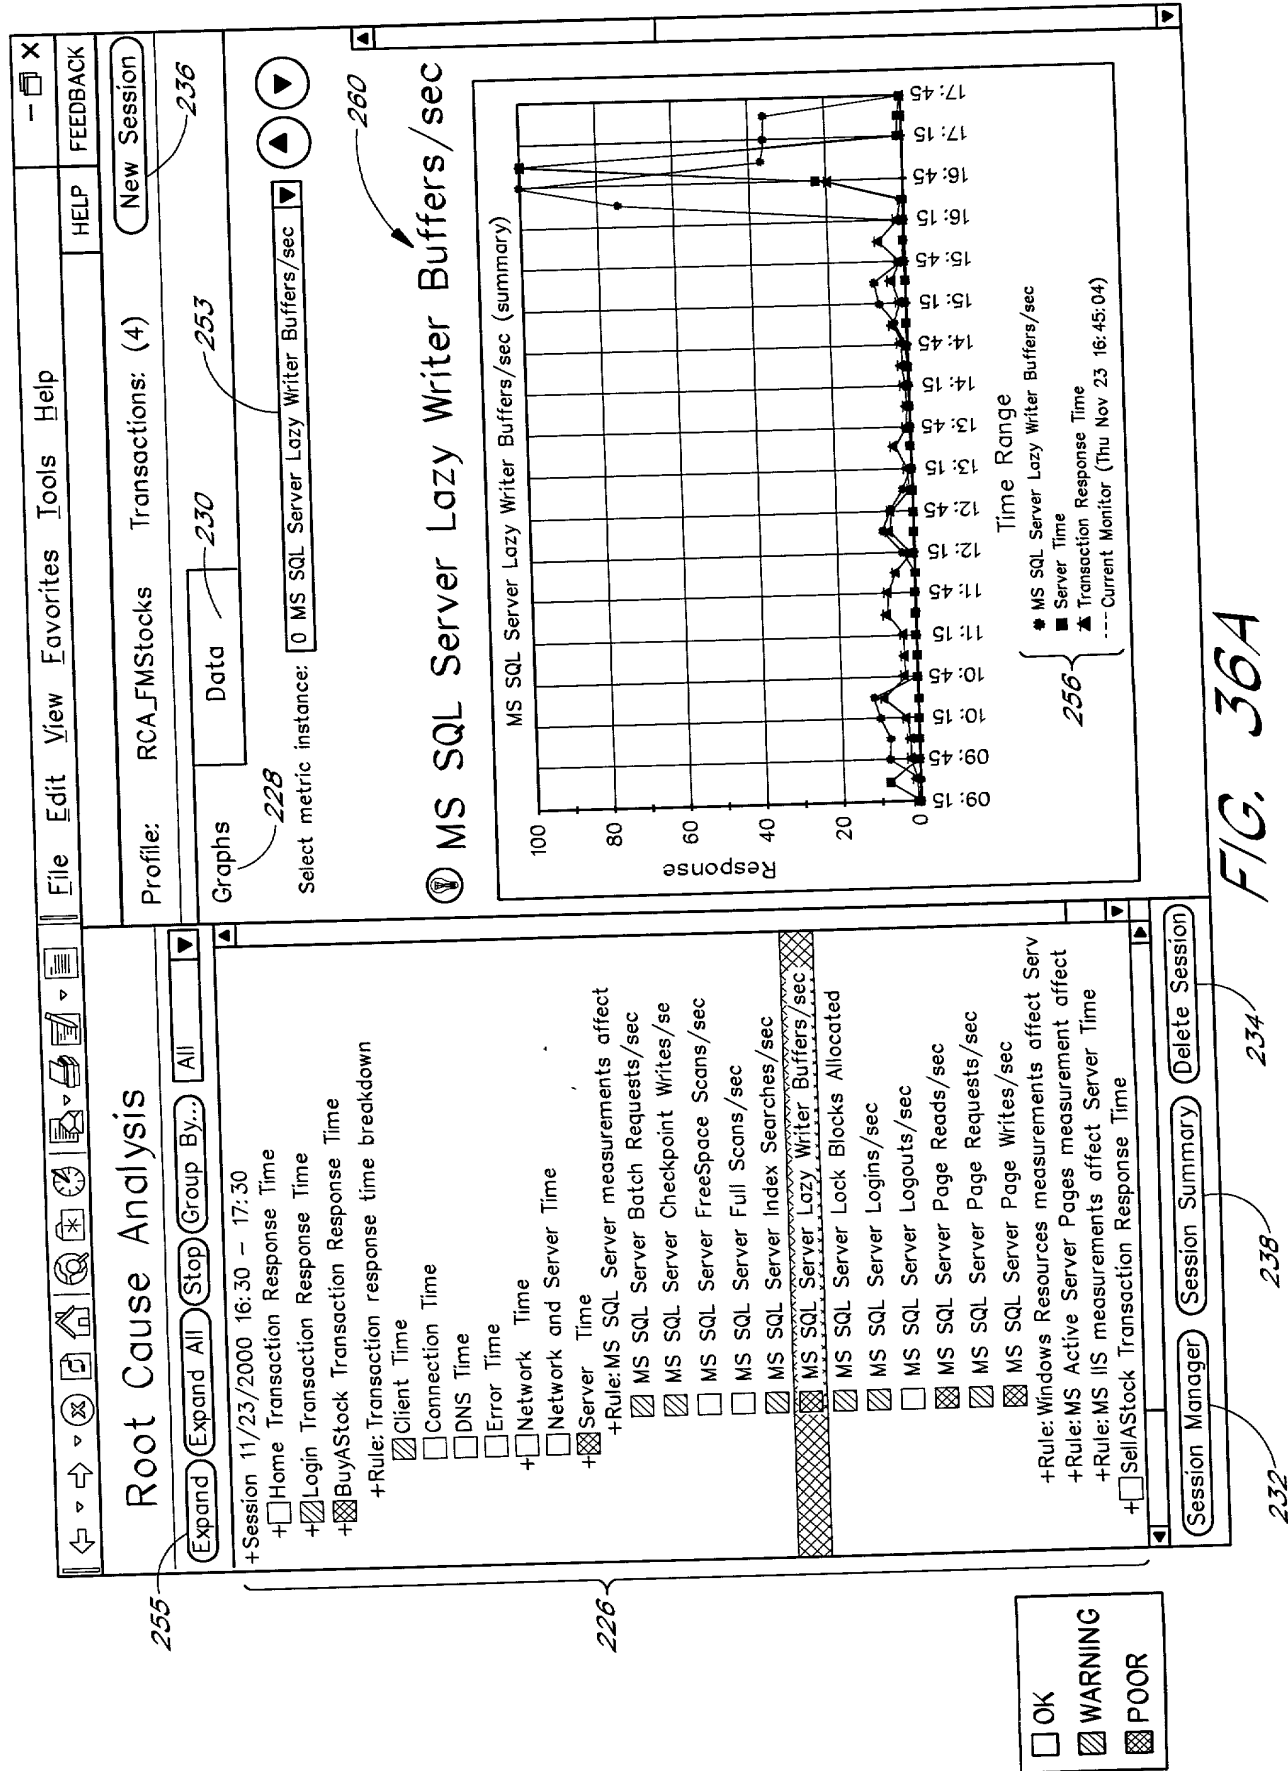 File Edit View Favorites Tools Help
Root Cause Analysis
HELP FEEDBACK
Profile: RCA_FMStocks Transactions: (4) New Session
236
255
Expand Expand All Stop Group By... All
Graphs
228
Data
230
253
Select metric instance: 0 MS SQL Server Lazy Writer Buffers/sec
260
+Session 11/23/2000 16:30 - 17:30
+Home Transaction Response Time
+Login Transaction Response Time
+BuyAStock Transaction Response Time
+Rule: Transaction response time breakdown
Client Time
Connection Time
DNS Time
Error Time
+Network Time
Network and Server Time
+Server Time
+Rule: MS SQL Server measurements affect
MS SQL Server Batch Requests/sec
MS SQL Server Checkpoint Writes/se
MS SQL Server FreeSpace Scans/sec
MS SQL Server Full Scans/sec
MS SQL Server Index Searches/sec
MS SQL Server Lazy Writer Buffers/sec
MS SQL Server Lock Blocks Allocated
MS SQL Server Logins/sec
MS SQL Server Logouts/sec
MS SQL Server Page Reads/sec
MS SQL Server Page Requests/sec
MS SQL Server Page Writes/sec
+Rule: Windows Resources measurements affect Serv
+Rule: MS Active Server Pages measurement affect
+Rule: MS IIS measurements affect Server Time
+SellAStock Transaction Response Time
226
MS SQL Server Lazy Writer Buffers/sec
MS SQL Server Lazy Writer Buffers/sec (summary)
Response
100
80
60
40
20
0
09:15 09:45 10:15 10:45 11:15 11:45 12:15 12:45 13:15 13:45 14:15 14:45 15:15 15:45 16:15 16:45 17:15 17:45
Time Range
MS SQL Server Lazy Writer Buffers/sec
Server Time
Transaction Response Time
--- Current Monitor (Thu Nov 23 16:45:04)
256
Session Manager Session Summary Delete Session
232
238
234
OK
WARNING
POOR
FIG. 36A